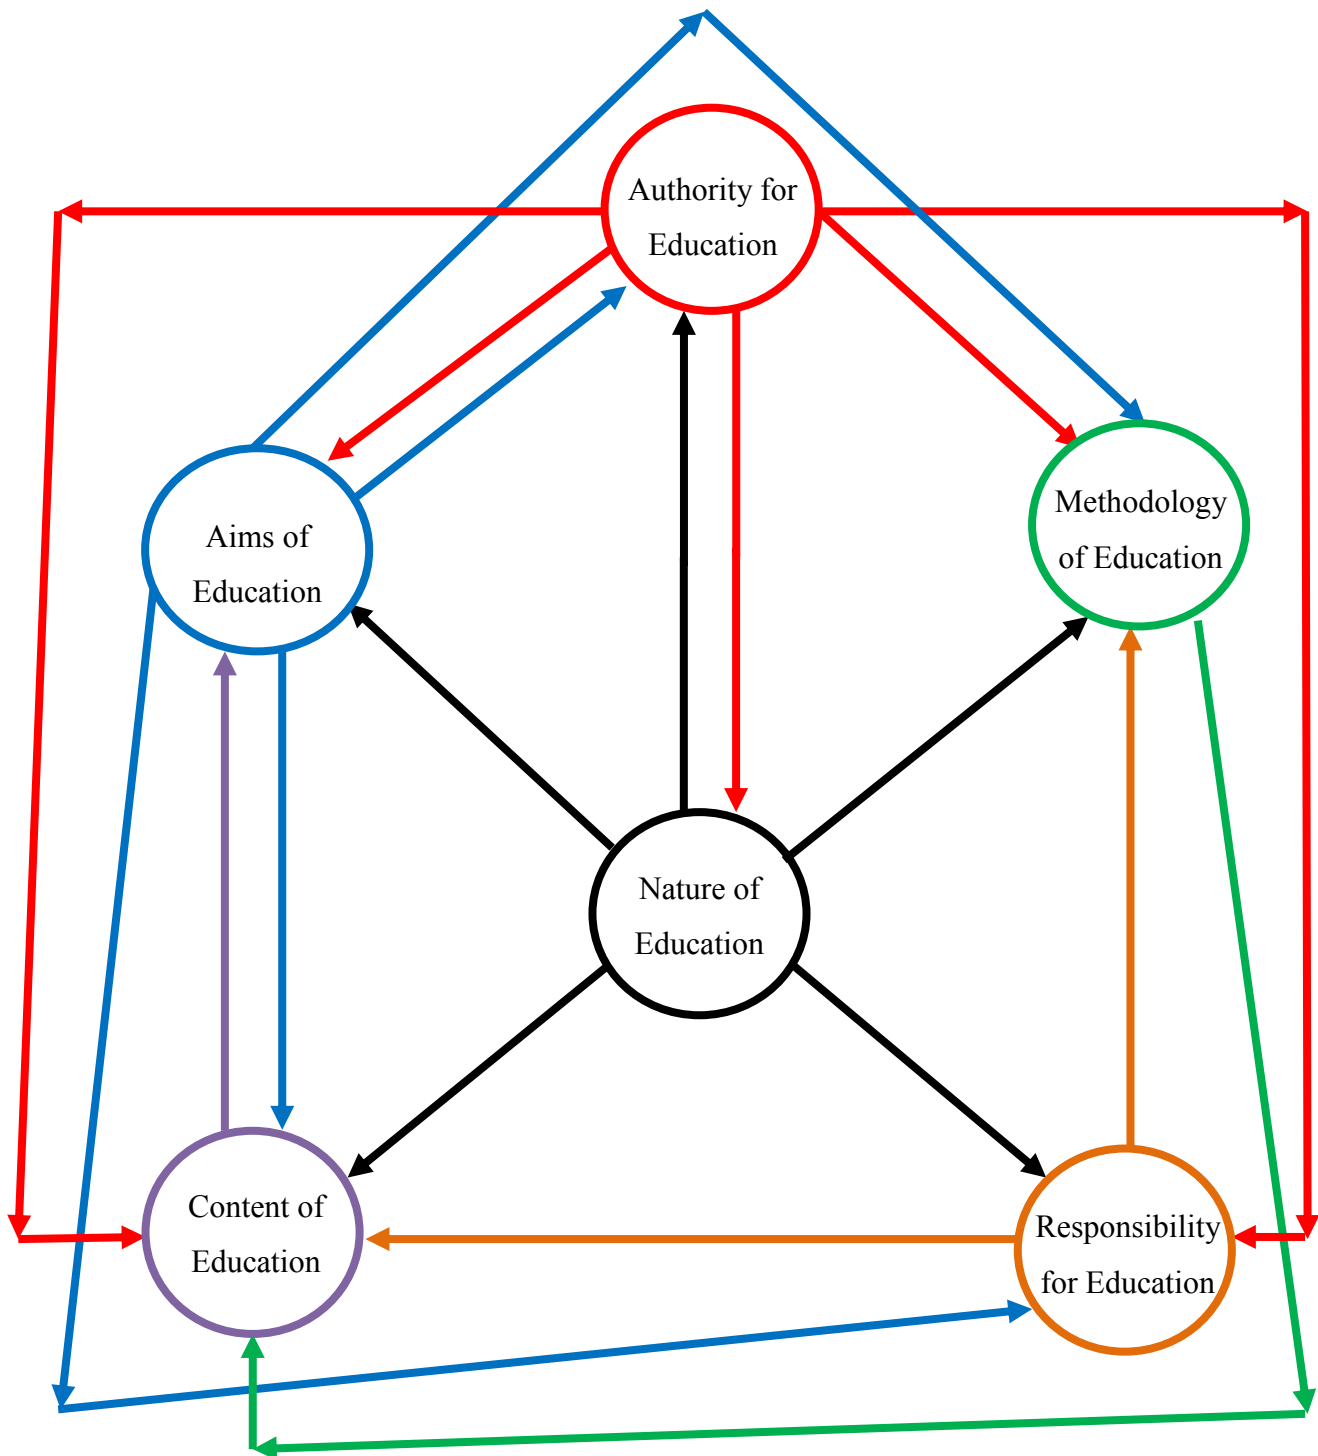 Authority for
Education
Methodology
of Education
Aims of
Education
Nature of
Education
Content of
Education
Responsibility
for Education